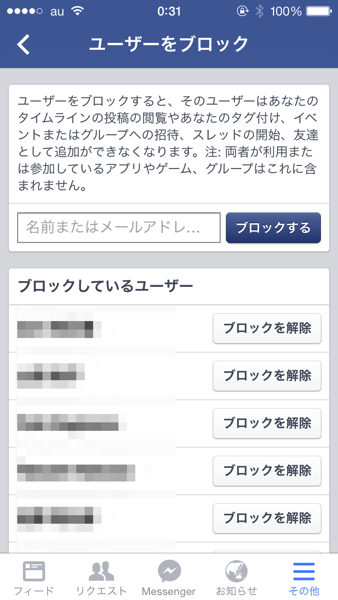 au 0:31 100%
ユーザーをブロック
ユーザーをブロックすると、そのユーザーはあなたの
タイムラインの投稿の閲覧やあなたのタグ付け、イベ
ントまたはグループへの招待、スレッドの開始、友達
として追加ができなくなります。注: 両者が利用また
は参加しているアプリやゲーム、グループはこれに含
まれません。
名前またはメールアドレ... ブロックする
ブロックしているユーザー
ブロックを解除
ブロックを解除
ブロックを解除
ブロックを解除
ブロックを解除
フィード リクエスト Messenger お知らせ その他